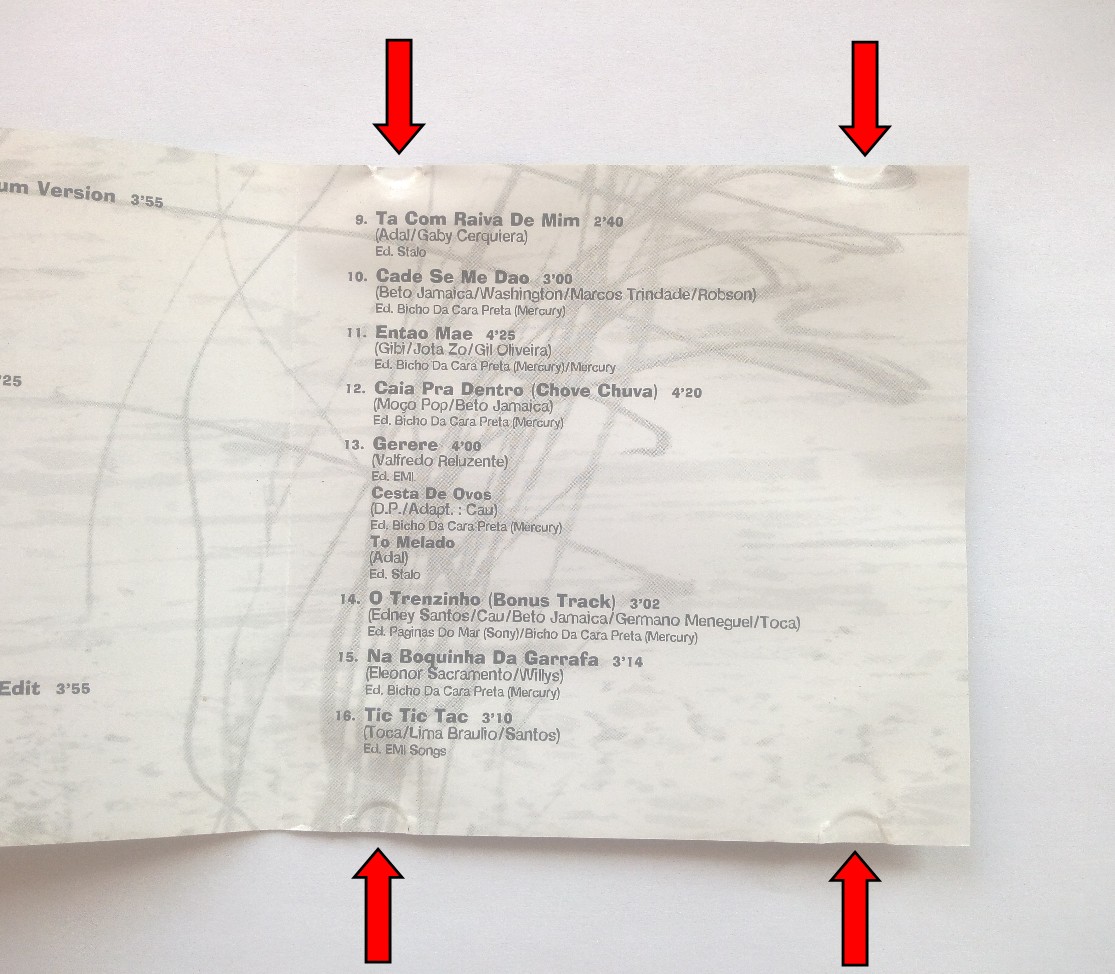 um Version 3'55
'25
Edit 3'55
9. Ta Com Raiva De Mim 2'40
(Adal/Gaby Cerquiera)
Ed. Stalo
10. Cade Se Me Dao 3'00
(Beto Jamaica/Washington/Marcos Trindade/Robson)
Ed. Bicho Da Cara Preta (Mercury)
11. Entao Mae 4'25
(Gibi/Jota Zo/Gil Oliveira)
Ed. Bicho Da Cara Preta (Mercury)/Mercury
12. Caia Pra Dentro (Chove Chuva) 4'20
(Moço Pop/Beto Jamaica)
Ed. Bicho Da Cara Preta (Mercury)
13. Gerere 4'00
(Valfredo Reluzente)
Ed. EMI.
Cesta De Ovos
(D.P./Adapt. : Cau)
Ed. Bicho Da Cara Preta (Mercury)
To Melado
(Adal)
Ed. Stalo
14. O Trenzinho (Bonus Track) 3'02
(Edney Santos/Cau/Beto Jamaica/Germano Meneguel/Toca)
Ed. Paginas Do Mar (Sony)/Bicho Da Cara Preta (Mercury)
15. Na Boquinha Da Garrafa 3'14
(Eleonor Sacramento/Willys)
Ed. Bicho Da Cara Preta (Mercury)
16. Tic Tic Tac 3'10
(Toca/Lima Braulio/Santos)
Ed. EMI Songs